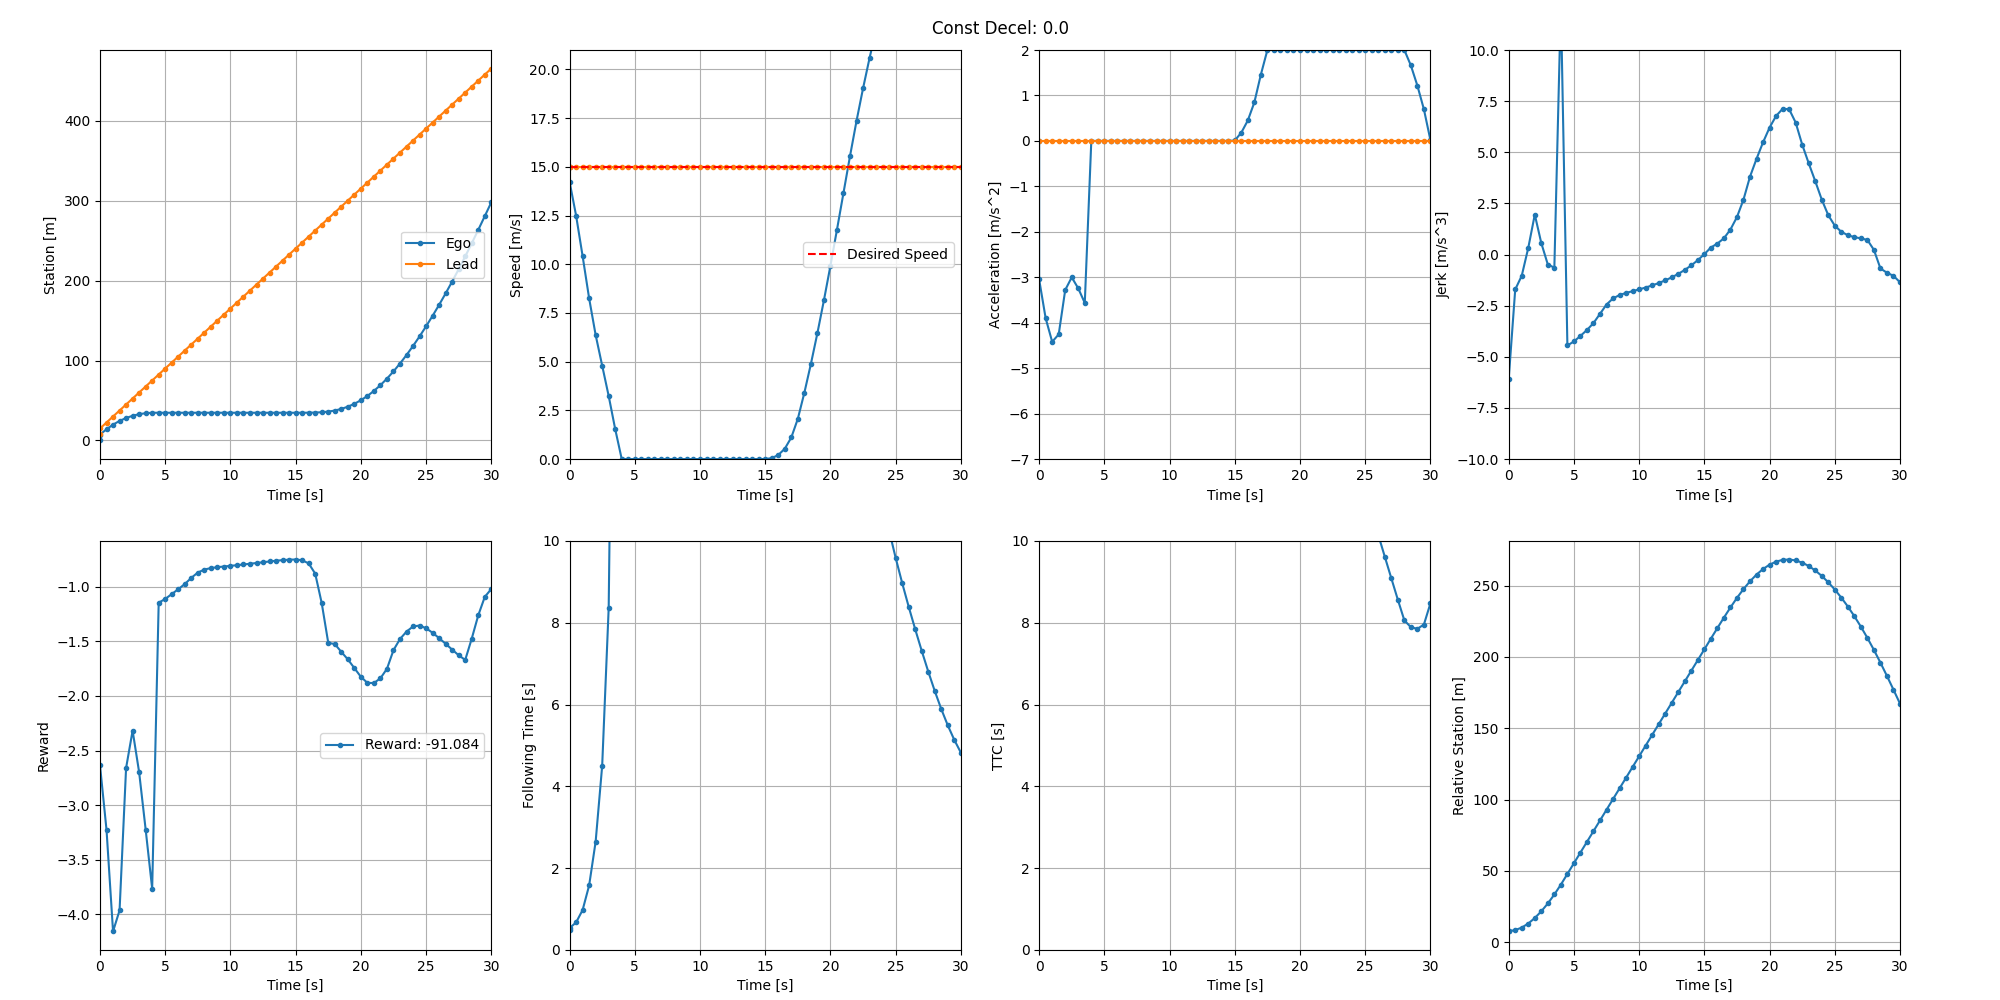 Const Decel: 0.0
Station [m]
400
300
200
100
0
0 5 10 15 20 25 30
Time [s]
Ego
Lead
Speed [m/s]
20.0
17.5
15.0
12.5
10.0
7.5
5.0
2.5
0.0
0 5 10 15 20 25 30
Time [s]
Desired Speed
Acceleration [m/s^2]
2
1
0
−1
−2
−3
−4
−5
−6
−7
0 5 10 15 20 25 30
Time [s]
Jerk [m/s^3]
10.0
7.5
5.0
2.5
0.0
−2.5
−5.0
−7.5
−10.0
0 5 10 15 20 25 30
Time [s]
Reward
−1.0
−1.5
−2.0
−2.5
−3.0
−3.5
−4.0
0 5 10 15 20 25 30
Time [s]
Reward: -91.084
Following Time [s]
10
8
6
4
2
0
0 5 10 15 20 25 30
Time [s]
TTC [s]
10
8
6
4
2
0
0 5 10 15 20 25 30
Time [s]
Relative Station [m]
250
200
150
100
50
0
0 5 10 15 20 25 30
Time [s]